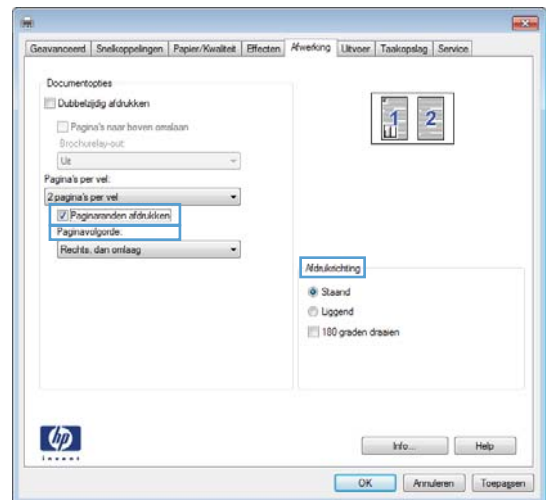 Geavanceerd Snelkoppelingen Papier/Kwaliteit Effecten Afwerking Uitvoer Taakopslag Service
Documentopties
Dubbelzijdig afdrukken
Pagina's naar boven omslaan
Brochurelay-out:
Uit
Pagina's per vel:
2 pagina's per vel
Paginaranden afdrukken
Paginavolgorde:
Rechts, dan omlaag
1 2
Afdrukrichting
Staand
Liggend
180 graden draaien
hp
invent
Info... Help
OK Annuleren Toepassen